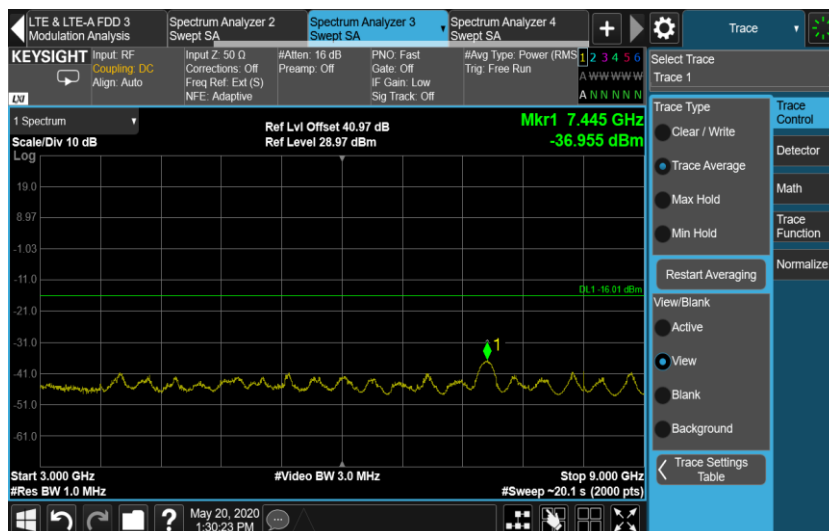 LTE & LTE-A FDD 3
Modulation Analysis
Spectrum Analyzer 2
Swept SA
Spectrum Analyzer 3
Swept SA
Spectrum Analyzer 4
Swept SA
+
Trace
KEYSIGHT
LXI
Input: RF
Coupling: DC
Align: Auto
Input Z: 50 Ω
Corrections: Off
Freq Ref: Ext (S)
NFE: Adaptive
#Atten: 16 dB
Preamp: Off
PNO: Fast
Gate: Off
IF Gain: Low
Sig Track: Off
#Avg Type: Power (RMS
Trig: Free Run
1 2 3 4 5 6
A W W W W W
A N N N N N
Select Trace
Trace 1
1 Spectrum
Scale/Div 10 dB
Log
Ref Lvl Offset 40.97 dB
Ref Level 28.97 dBm
Mkr1 7.445 GHz
-36.955 dBm
19.0
8.97
-1.03
-11.0
-21.0
-31.0
-41.0
-51.0
-61.0
DL1 -16.01 dBm
1
Start 3.000 GHz
#Res BW 1.0 MHz
#Video BW 3.0 MHz
Stop 9.000 GHz
#Sweep ~20.1 s (2000 pts)
Trace Type
Clear / Write
Trace Average
Max Hold
Min Hold
Restart Averaging
View/Blank
Active
View
Blank
Background
Trace Settings
Table
Trace
Control
Detector
Math
Trace
Function
Normalize
?
May 20, 2020
1:30:23 PM